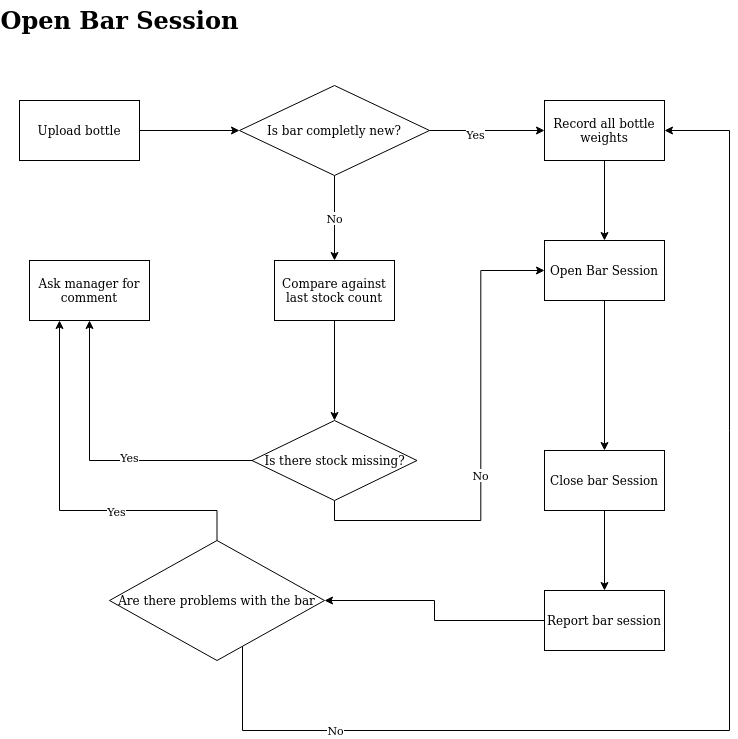 Open Bar Session
Upload bottle
Is bar completly new?
Yes
Record all bottle
weights
No
Ask manager for
comment
Compare against
last stock count
Open Bar Session
Yes
Is there stock missing?
No
Close bar Session
Yes
Are there problems with the bar
Report bar session
No